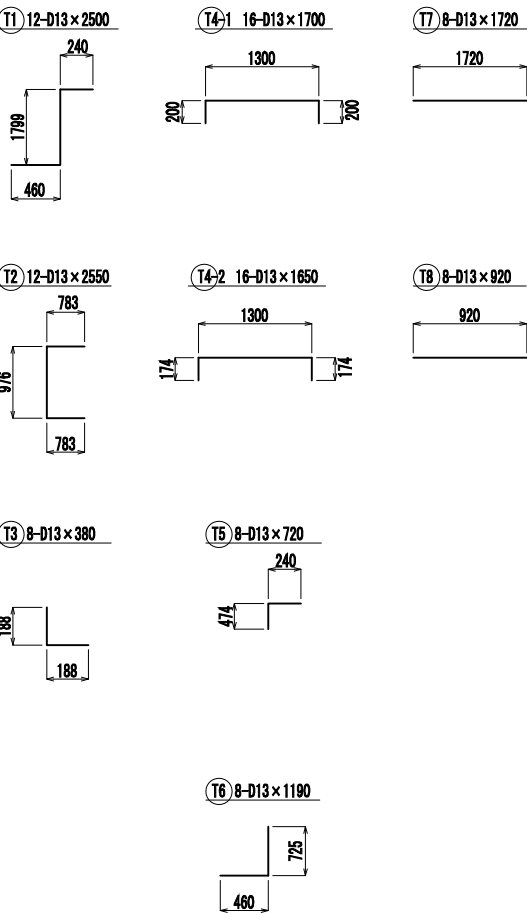 T1 12-D13×2500
240
1799
460
T4-1 16-D13×1700
1300
200
200
T7 8-D13×1720
1720
T2 12-D13×2550
783
976
783
T4-2 16-D13×1650
1300
174
174
T8 8-D13×920
920
T3 8-D13×380
188
188
T5 8-D13×720
240
474
T6 8-D13×1190
725
460